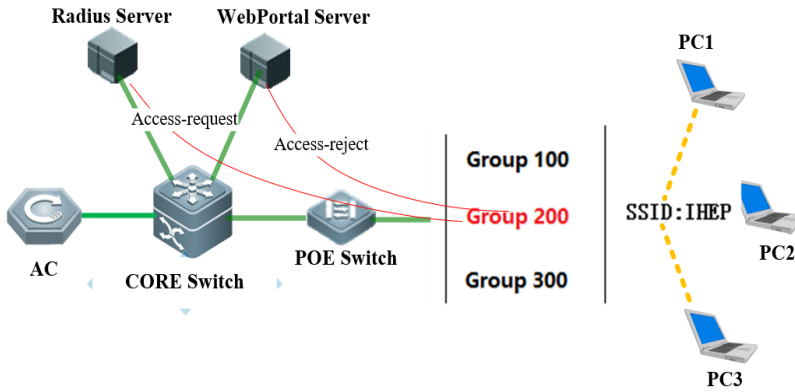 Radius Server
WebPortal Server
PC1
Access-request
Access-reject
Group 100
Group 200
SSID:IHEP
PC2
AC
CORE Switch
POE Switch
Group 300
PC3